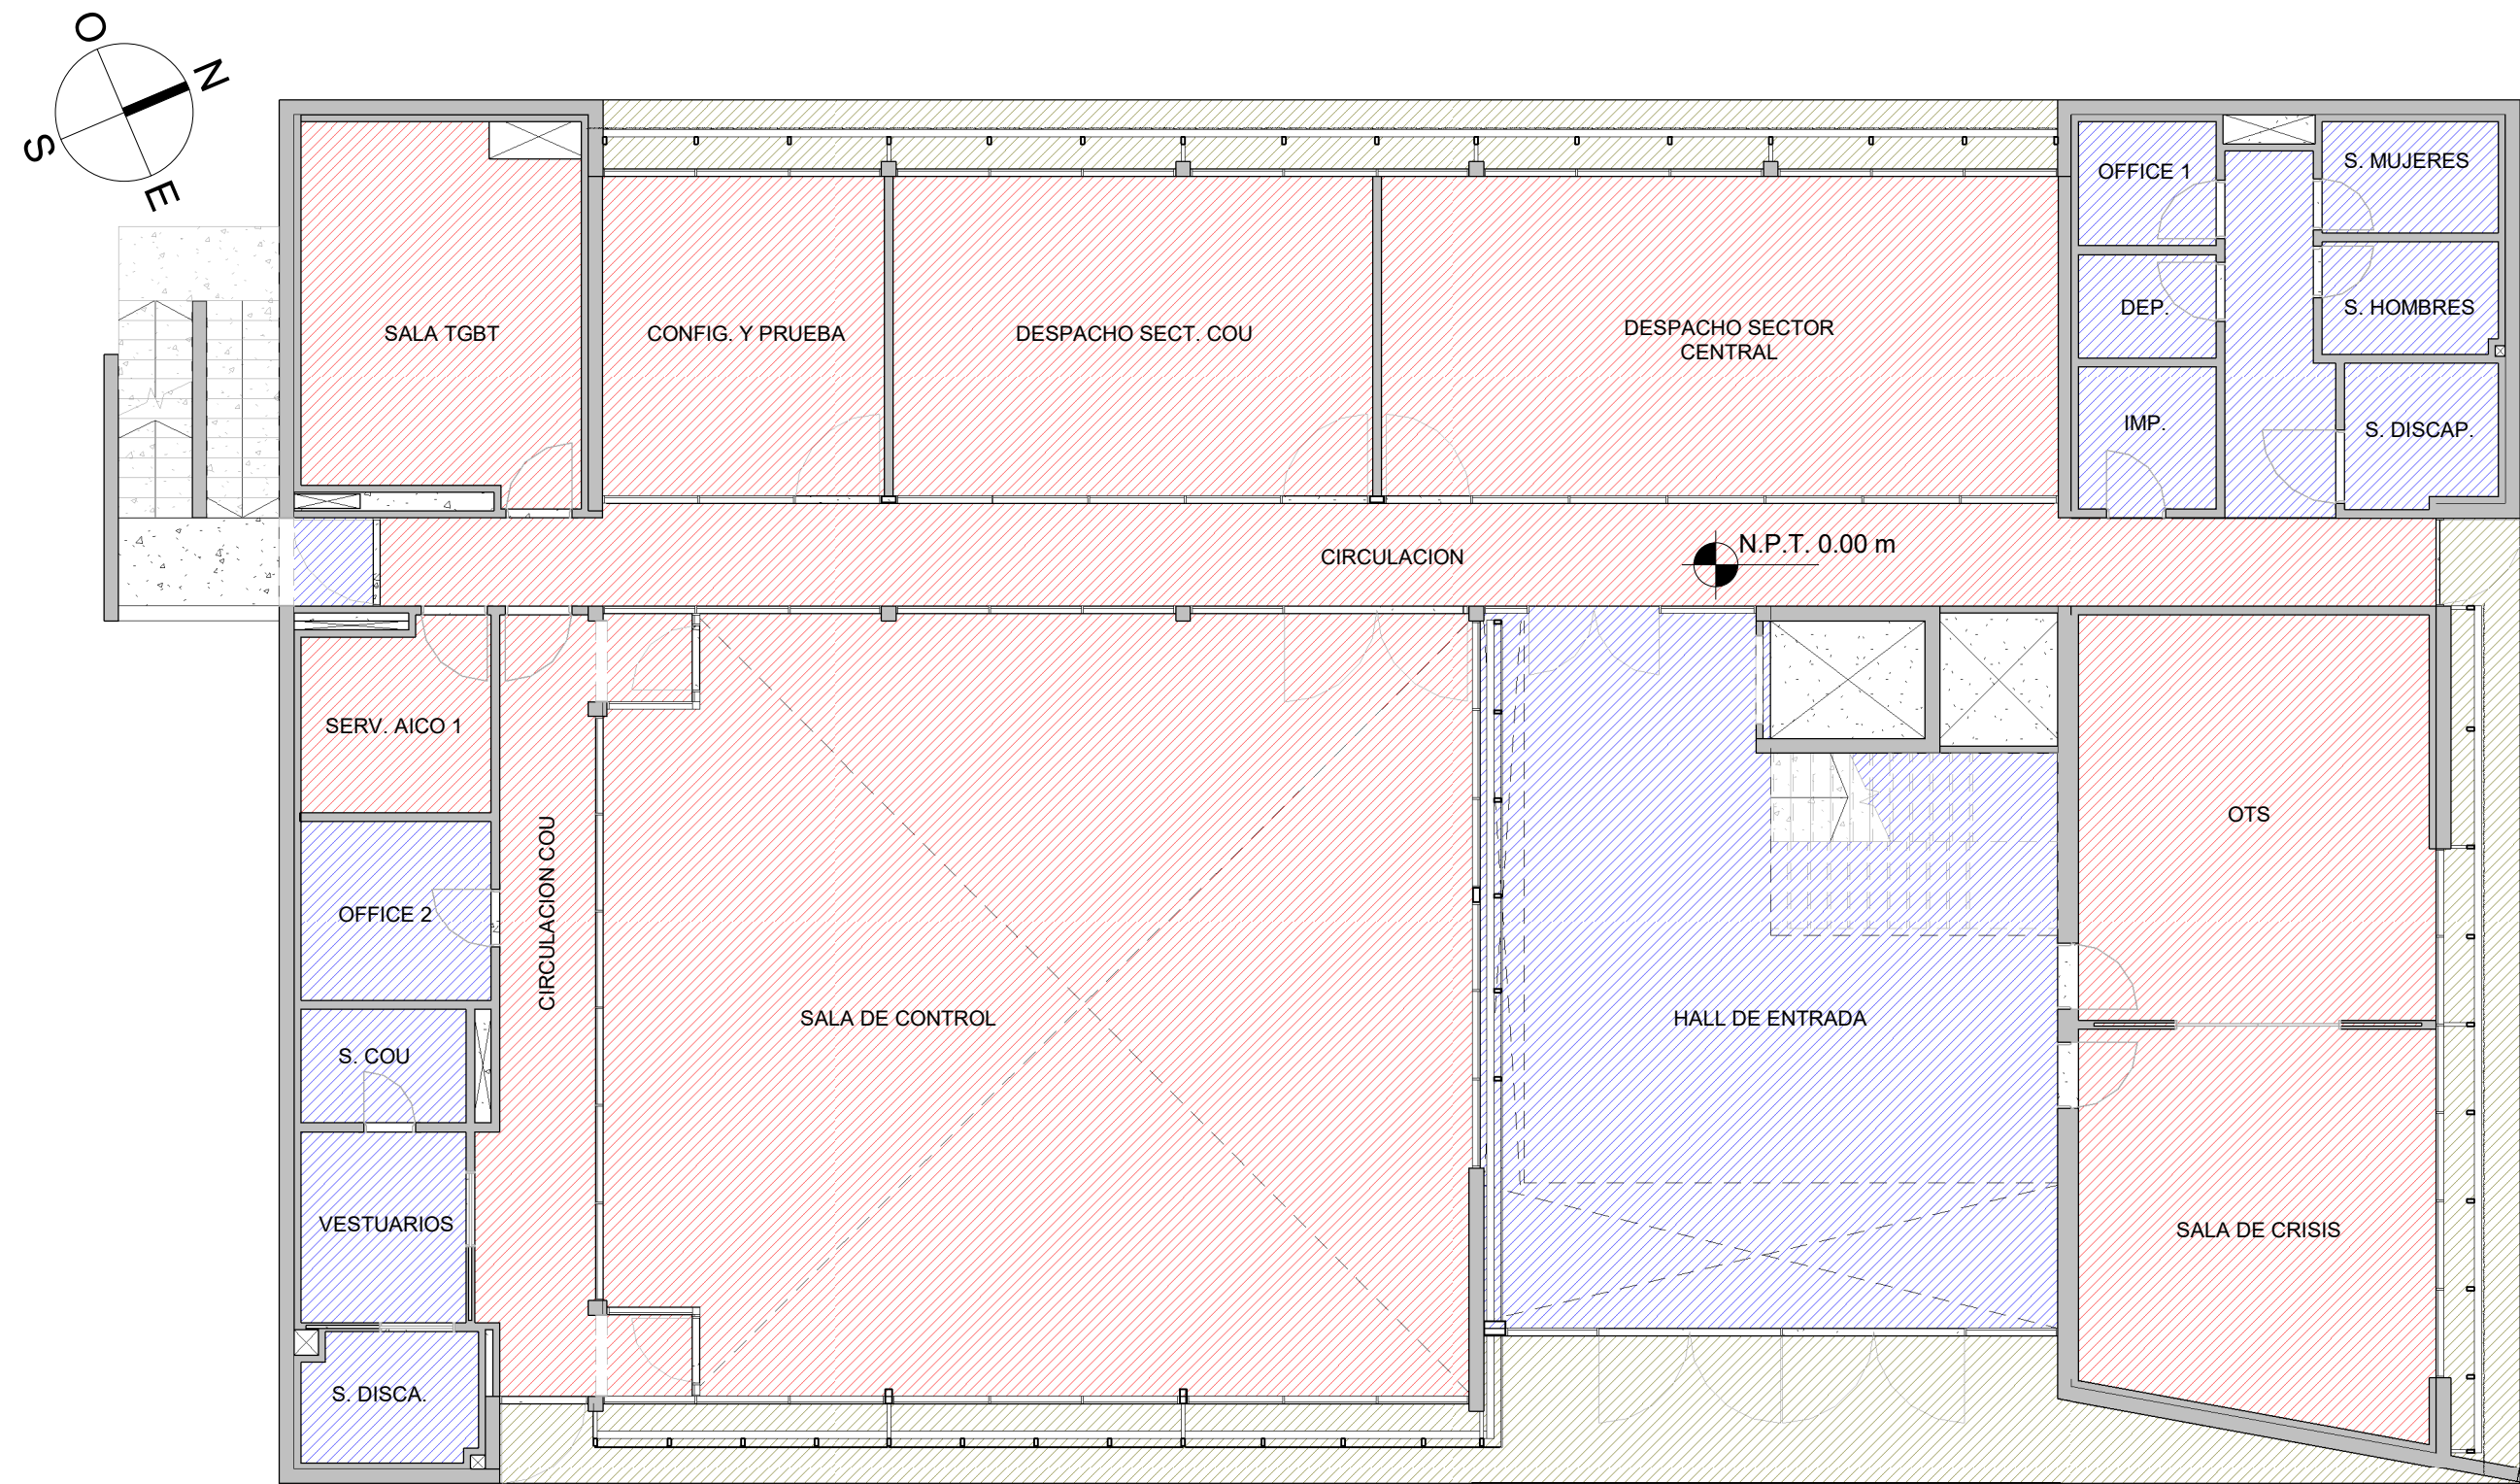 O
N
S
E
OFFICE 1
S. MUJERES
DEP.
S. HOMBRES
SALA TGBT
CONFIG. Y PRUEBA
DESPACHO SECT. COU
DESPACHO SECTOR
CENTRAL
IMP.
S. DISCAP.
CIRCULACION
N.P.T. 0.00 m
SERV. AICO 1
OTS
CIRCULACION COU
OFFICE 2
SALA DE CONTROL
HALL DE ENTRADA
S. COU
VESTUARIOS
SALA DE CRISIS
S. DISCA.